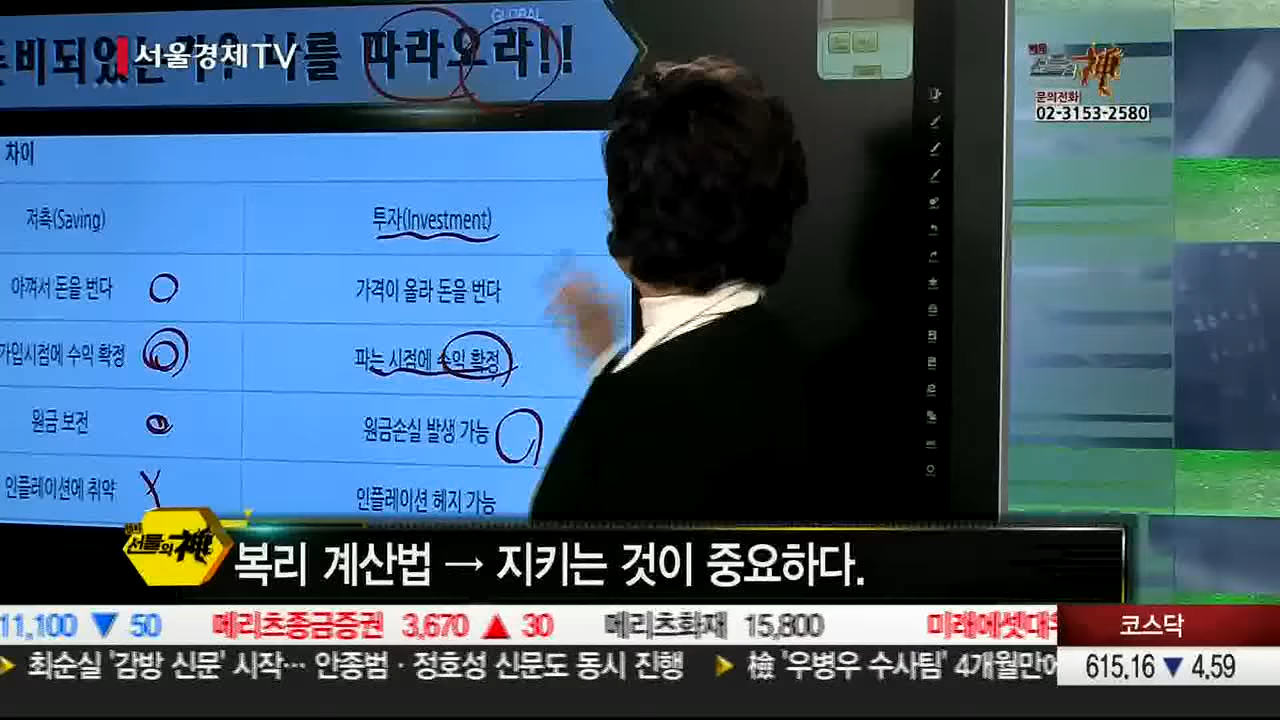 GLOBAL
서울경제TV
를 따라오라!!
차이
저축(Saving)
투자(Investment)
아껴서 돈을 번다
가격이 올라 돈을 번다
가입시점에 수익 확정
파는 시점에 수익 확정
원금 보전
원금손실 발생 가능
인플레이션에 취약
인플레이션 헤지 가능
문의전화
02-3153-2580
선물의 神
복리 계산법 → 지키는 것이 중요하다.
11,100 ▼ 50 메리츠종금증권 3,670 ▲ 30 메리츠화재 15,800 미래에셋대우
코스닥
최순실 '감방 신문' 시작… 안종범·정호성 신문도 동시 진행 檢 '우병우 수사팀' 4개월만에
615.16 ▼ 4.59